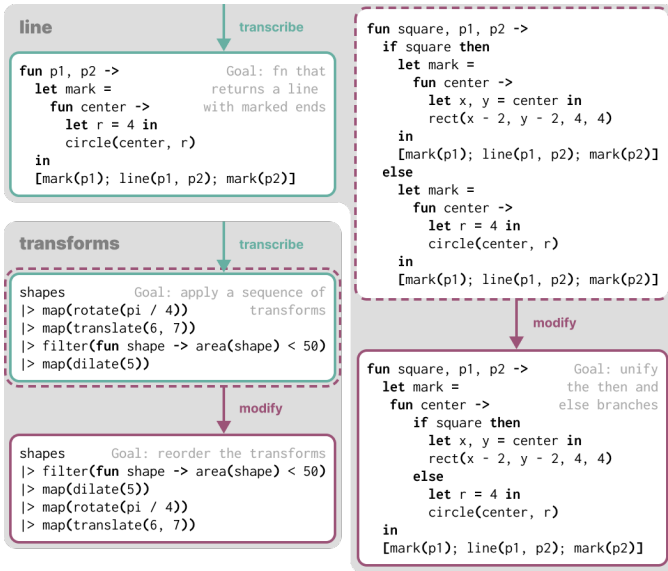 line
transcribe
fun p1, p2 ->
Goal: fn that
let mark =
returns a line
fun center ->
with marked ends
let r = 4 in
circle(center, r)
in
[mark(p1); line(p1, p2); mark(p2)]
transforms
transcribe
shapes
Goal: apply a sequence of
|> map(rotate(pi / 4))
transforms
|> map(translate(6, 7))
|> filter(fun shape -> area(shape) < 50)
|> map(dilate(5))
modify
shapes
Goal: reorder the transforms
|> filter(fun shape -> area(shape) < 50)
|> map(dilate(5))
|> map(rotate(pi / 4))
|> map(translate(6, 7))
fun square, p1, p2 ->
if square then
let mark =
fun center ->
let x, y = center in
rect(x - 2, y - 2, 4, 4)
in
[mark(p1); line(p1, p2); mark(p2)]
else
let mark =
fun center ->
let r = 4 in
circle(center, r)
in
[mark(p1); line(p1, p2); mark(p2)]
modify
fun square, p1, p2 ->
Goal: unify
let mark =
the then and
fun center ->
else branches
if square then
let x, y = center in
rect(x - 2, y - 2, 4, 4)
else
let r = 4 in
circle(center, r)
in
[mark(p1); line(p1, p2); mark(p2)]